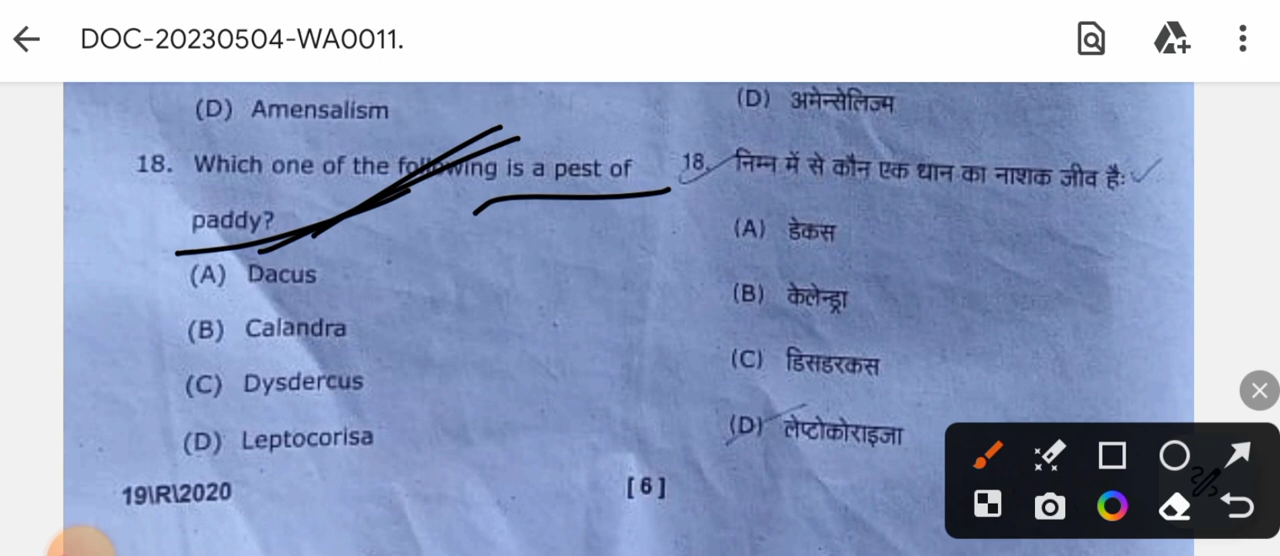 DOC-20230504-WA0011.
(D) Amensalism
18. Which one of the following is a pest of
paddy?
(A) Dacus
(B) Calandra
(C) Dysdercus
(D) Leptocorisa
19\R\2020
[6]
(D) अमेन्सेलिज्म
18. निम्न में से कौन एक धान का नाशक जीव है:
(A) डेकस
(B) केलेन्ड्रा
(C) डिसडरकस
(D) लेप्टोकोराइजा